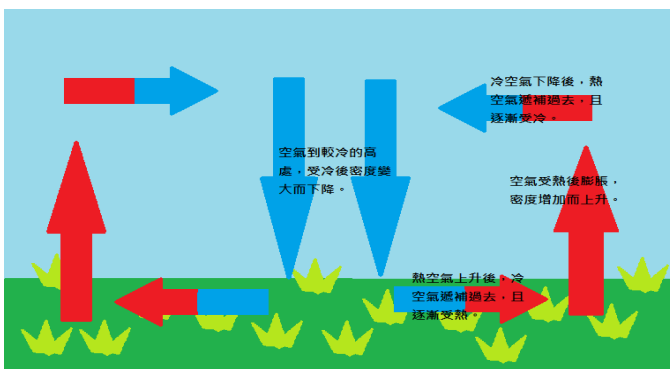 冷空氣下降後，熱
空氣遞補過去，且
逐漸受冷。
空氣到較冷的高
處，受冷後密度變
大而下降。
空氣受熱後膨脹，
密度增加而上升。
熱空氣上升後，冷
空氣遞補過去，且
逐漸受熱。